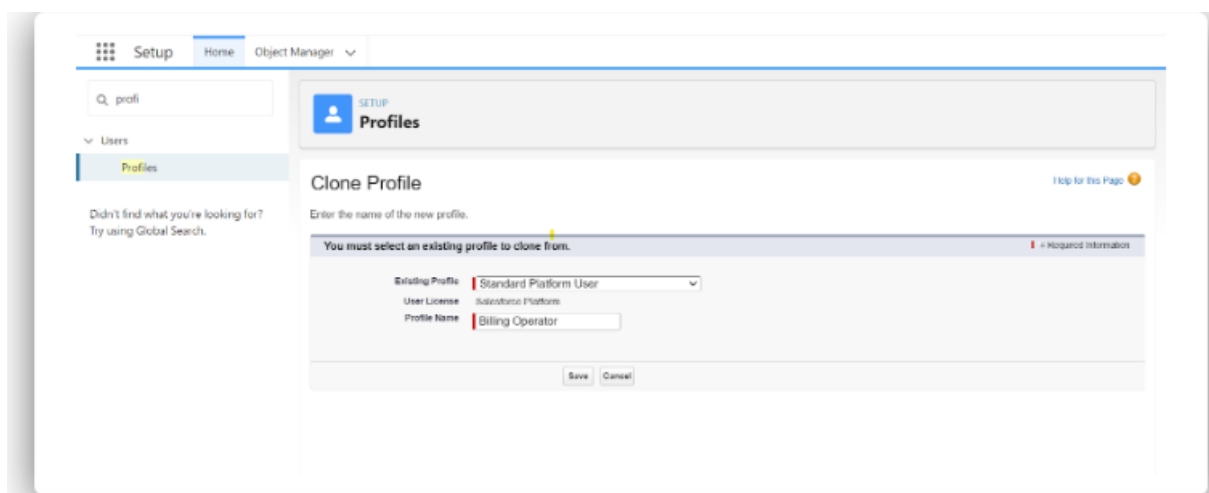 Setup Home Object Manager
profi
Users
Profiles
Didn't find what you're looking for?
Try using Global Search.
SETUP
Profiles
Clone Profile
Help for this Page
Enter the name of the new profile.
You must select an existing profile to clone from.
= Required Information
Existing Profile Standard Platform User
User License Salesforce Platform
Profile Name Billing Operator
Save Cancel